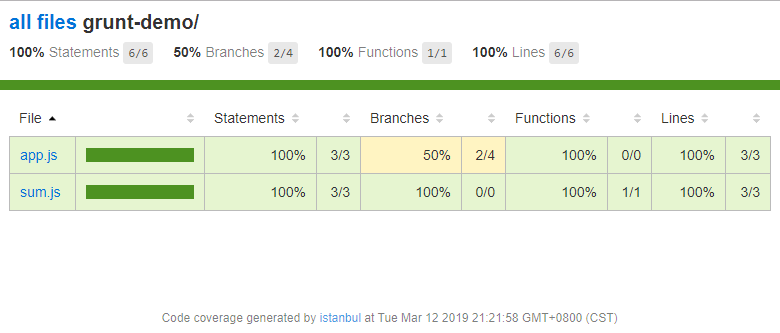 all files grunt-demo/
100% Statements 6/6 50% Branches 2/4 100% Functions 1/1 100% Lines 6/6
File Statements Branches Functions Lines
app.js 100% 3/3 50% 2/4 100% 0/0 100% 3/3
sum.js 100% 3/3 100% 0/0 100% 1/1 100% 3/3
Code coverage generated by istanbul at Tue Mar 12 2019 21:21:58 GMT+0800 (CST)